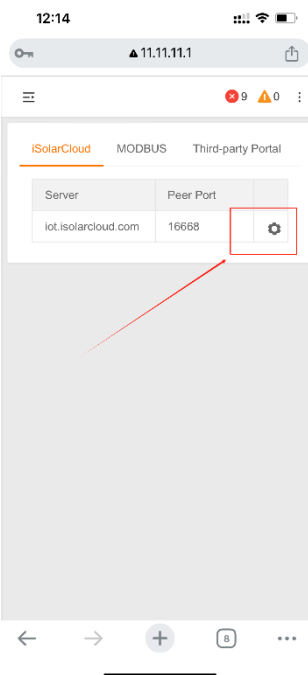 12:14
11.11.11.1
9 0
iSolarCloud MODBUS Third-party Portal
Server Peer Port
iot.isolarcloud.com 16668
8